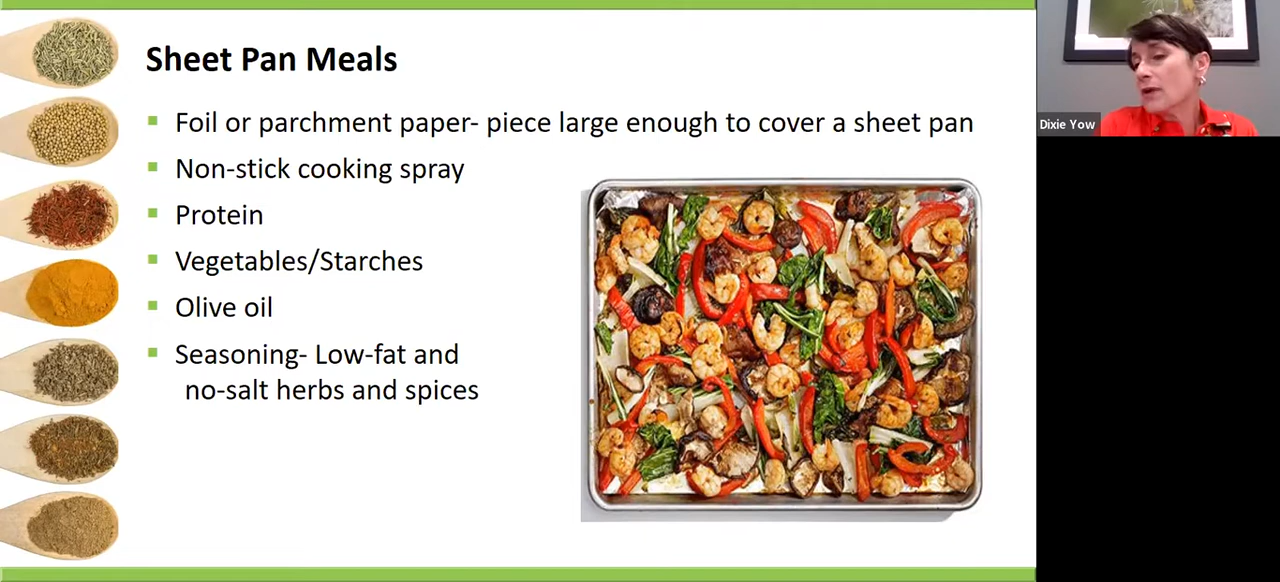 Sheet Pan Meals
Foil or parchment paper- piece large enough to cover a sheet pan
Non-stick cooking spray
Protein
Vegetables/Starches
Olive oil
Seasoning- Low-fat and
no-salt herbs and spices
Dixie Yow